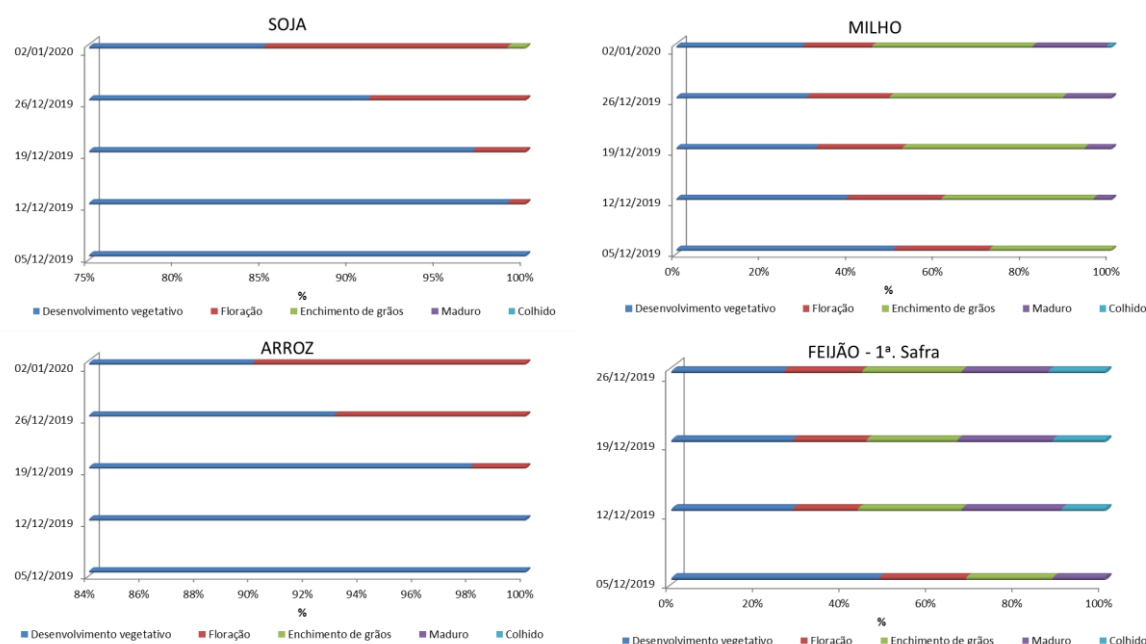 SOJA
02/01/2020
26/12/2019
19/12/2019
12/12/2019
05/12/2019
75% 80% 85% 90% 95% 100%
%
Desenvolvimento vegetativo Floração Enchimento de grãos Maduro Colhido
MILHO
02/01/2020
26/12/2019
19/12/2019
12/12/2019
05/12/2019
0% 20% 40% 60% 80% 100%
%
Desenvolvimento vegetativo Floração Enchimento de grãos Maduro Colhido
ARROZ
02/01/2020
26/12/2019
19/12/2019
12/12/2019
05/12/2019
84% 86% 88% 90% 92% 94% 96% 98% 100%
%
Desenvolvimento vegetativo Floração Enchimento de grãos Maduro Colhido
FEIJÃO - 1ª. Safra
26/12/2019
19/12/2019
12/12/2019
05/12/2019
0% 20% 40% 60% 80% 100%
%
Desenvolvimento vegetativo Floração Enchimento de grãos Maduro Colhido